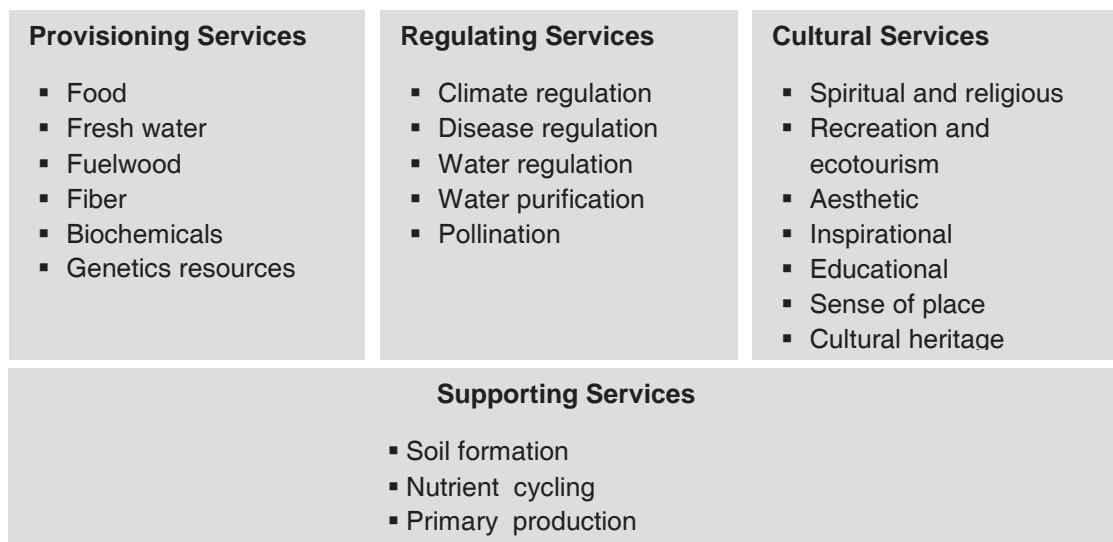 Provisioning Services
▪ Food
▪ Fresh water
▪ Fuelwood
▪ Fiber
▪ Biochemicals
▪ Genetics resources
Regulating Services
▪ Climate regulation
▪ Disease regulation
▪ Water regulation
▪ Water purification
▪ Pollination
Cultural Services
▪ Spiritual and religious
▪ Recreation and
ecotourism
▪ Aesthetic
▪ Inspirational
▪ Educational
▪ Sense of place
▪ Cultural heritage
Supporting Services
▪ Soil formation
▪ Nutrient cycling
▪ Primary production